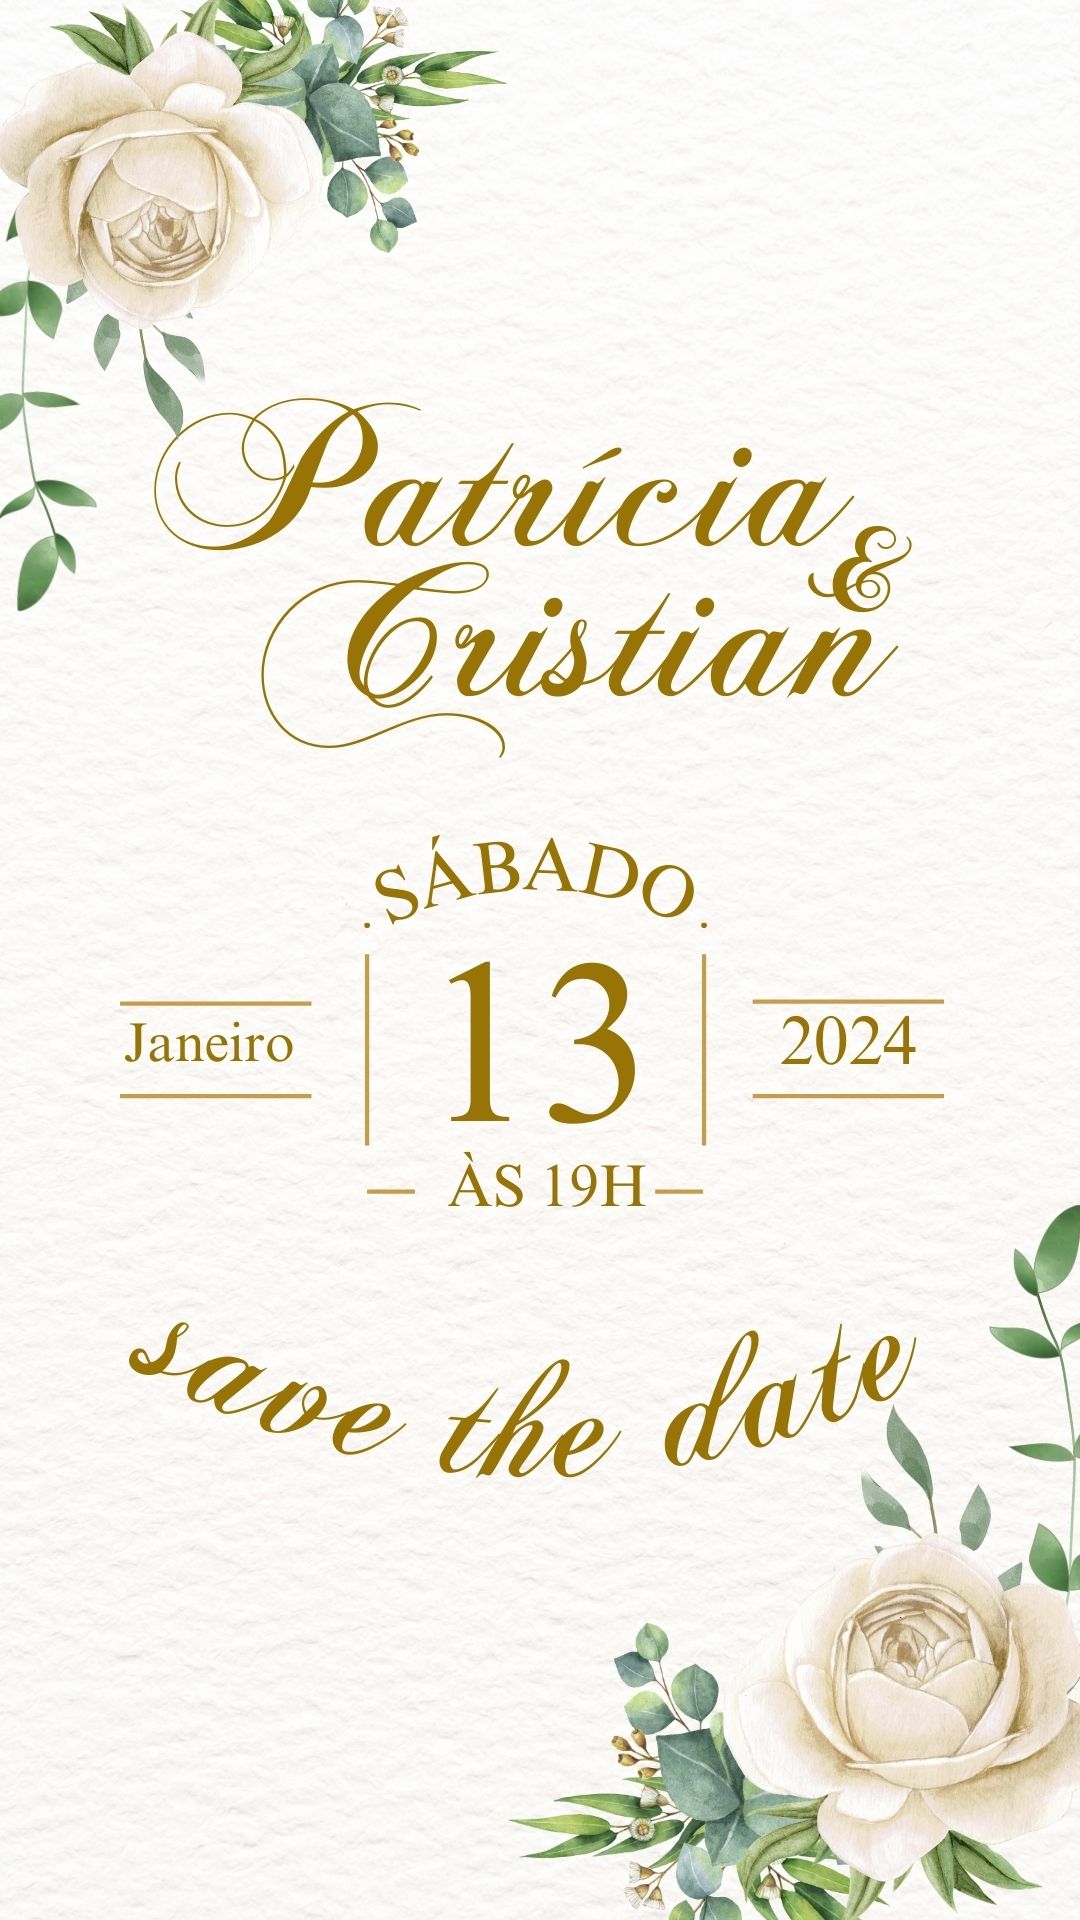 Patrícia
&
Cristian
SÁBADO
Janeiro
13
2024
ÀS 19H
save the date